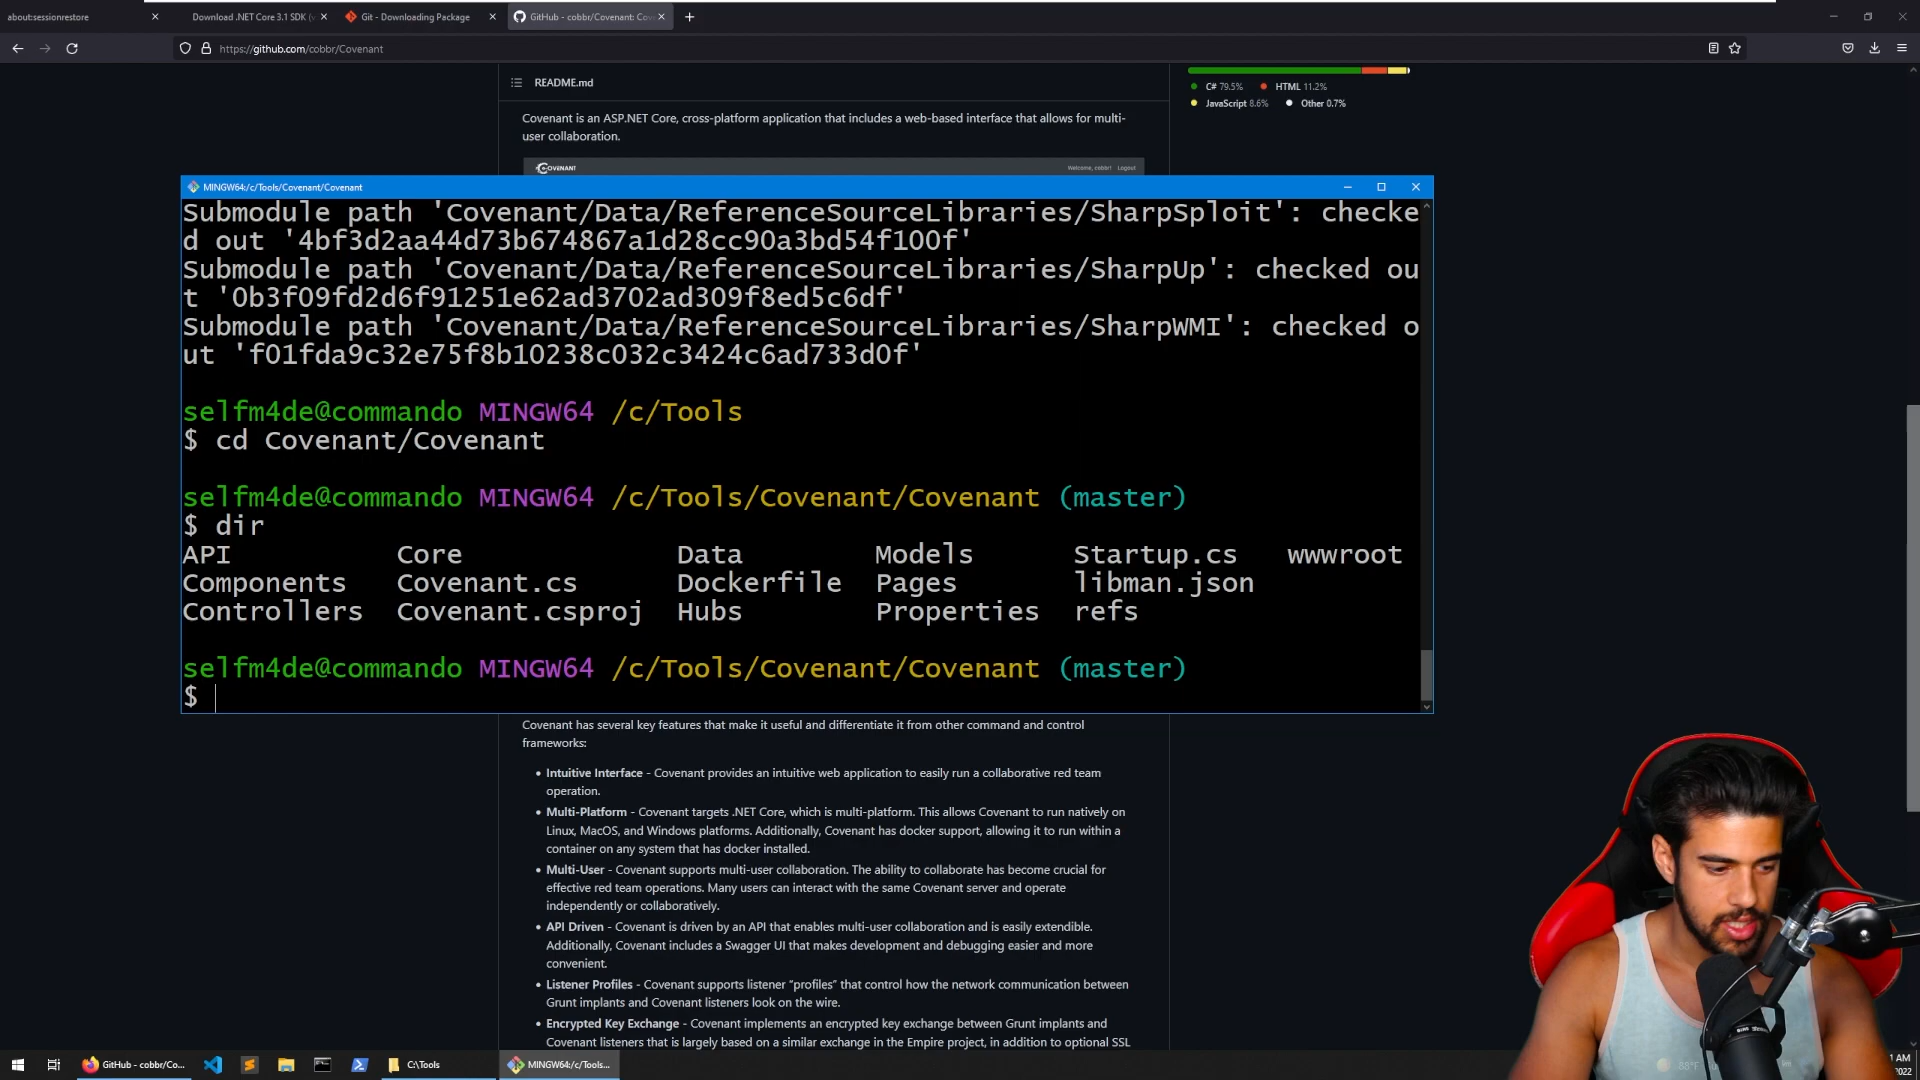 about:sessionrestore
Download .NET Core 3.1 SDK (v
Git - Downloading Package
GitHub - cobbr/Covenant: Cov
https://github.com/cobbr/Covenant
README.md
C# 79.5% HTML 11.2%
JavaScript 8.6% Other 0.7%
Covenant is an ASP.NET Core, cross-platform application that includes a web-based interface that allows for multi-
user collaboration.
COVENANT Welcome, cobbr! Logout
MINGW64:/c/Tools/Covenant/Covenant
Submodule path 'Covenant/Data/ReferenceSourceLibraries/SharpSploit': checke
d out '4bf3d2aa44d73b674867a1d28cc90a3bd54f100f'
Submodule path 'Covenant/Data/ReferenceSourceLibraries/SharpUp': checked ou
t '0b3f09fd2d6f91251e62ad3702ad309f8ed5c6df'
Submodule path 'Covenant/Data/ReferenceSourceLibraries/SharpWMI': checked o
ut 'f01fda9c32e75f8b10238c032c3424c6ad733d0f'
selfm4de@commando MINGW64 /c/Tools
$ cd Covenant/Covenant
selfm4de@commando MINGW64 /c/Tools/Covenant/Covenant (master)
$ dir
API Core Data Models Startup.cs wwwroot
Components Covenant.cs Dockerfile Pages libman.json
Controllers Covenant.csproj Hubs Properties refs
selfm4de@commando MINGW64 /c/Tools/Covenant/Covenant (master)
$
Covenant has several key features that make it useful and differentiate it from other command and control
frameworks:
• Intuitive Interface - Covenant provides an intuitive web application to easily run a collaborative red team
operation.
• Multi-Platform - Covenant targets .NET Core, which is multi-platform. This allows Covenant to run natively on
Linux, MacOS, and Windows platforms. Additionally, Covenant has docker support, allowing it to run within a
container on any system that has docker installed.
• Multi-User - Covenant supports multi-user collaboration. The ability to collaborate has become crucial for
effective red team operations. Many users can interact with the same Covenant server and operate
independently or collaboratively.
• API Driven - Covenant is driven by an API that enables multi-user collaboration and is easily extendible.
Additionally, Covenant includes a Swagger UI that makes development and debugging easier and more
convenient.
• Listener Profiles - Covenant supports listener “profiles” that control how the network communication between
Grunt implants and Covenant listeners look on the wire.
• Encrypted Key Exchange - Covenant implements an encrypted key exchange between Grunt implants and
Covenant listeners that is largely based on a similar exchange in the Empire project, in addition to optional SSL
GitHub - cobbr/Co...
C:\Tools
MINGW64:/c/Tools...
88°F
1 AM
2022